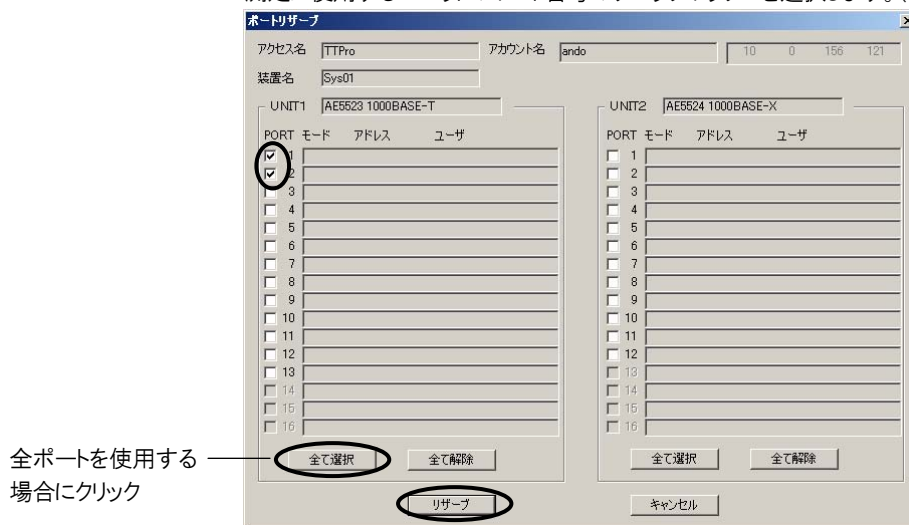 ポートリザーブ
アクセス名 TTPro アカウント名 ando 10 0 156 121
装置名 Sys01
UNIT1 AE5523 1000BASE-T
PORT モード アドレス ユーザ
1
2
3
4
5
6
7
8
9
10
11
12
13
14
15
16
全て選択 全て解除
UNIT2 AE5524 1000BASE-X
PORT モード アドレス ユーザ
1
2
3
4
5
6
7
8
9
10
11
12
13
14
15
16
全て選択 全て解除
リザーブ キャンセル
全ポートを使用する
場合にクリック